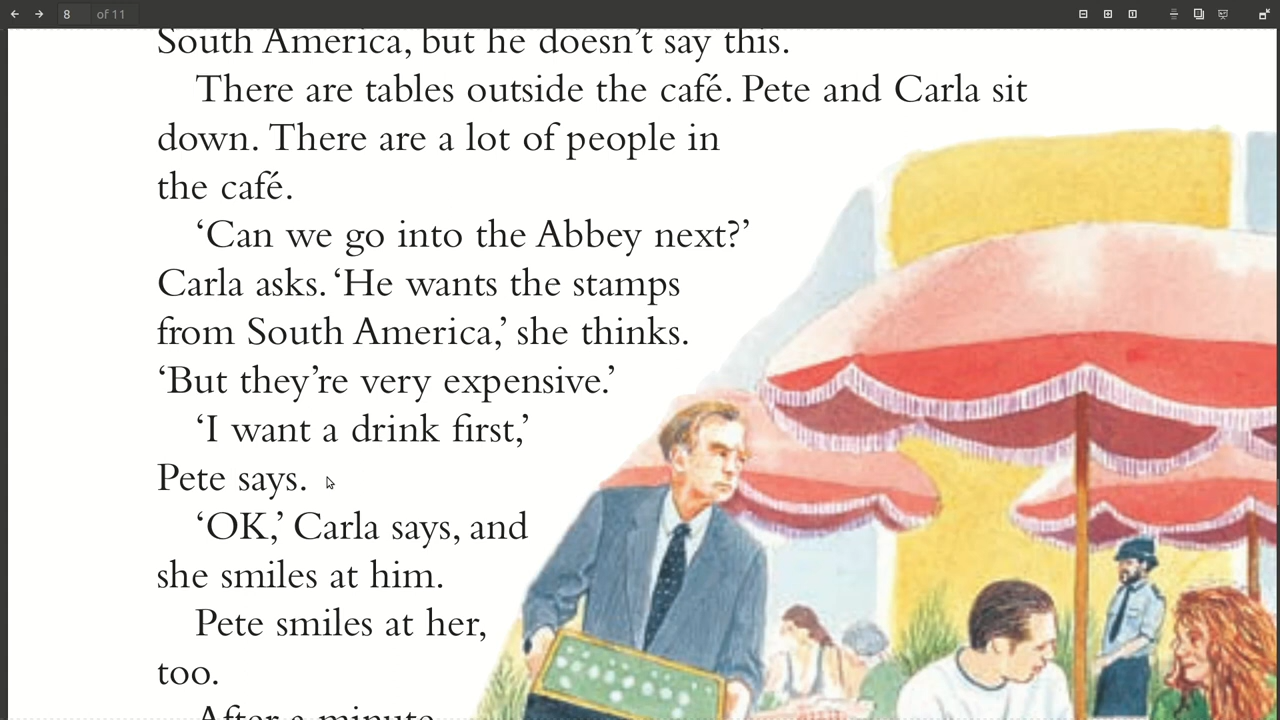 8 of 11
South America, but he doesn’t say this.
There are tables outside the café. Pete and Carla sit
down. There are a lot of people in
the café.
‘Can we go into the Abbey next?’
Carla asks. ‘He wants the stamps
from South America,’ she thinks.
‘But they’re very expensive.’
‘I want a drink first,’
Pete says.
‘OK,’ Carla says, and
she smiles at him.
Pete smiles at her,
too.
After a minute